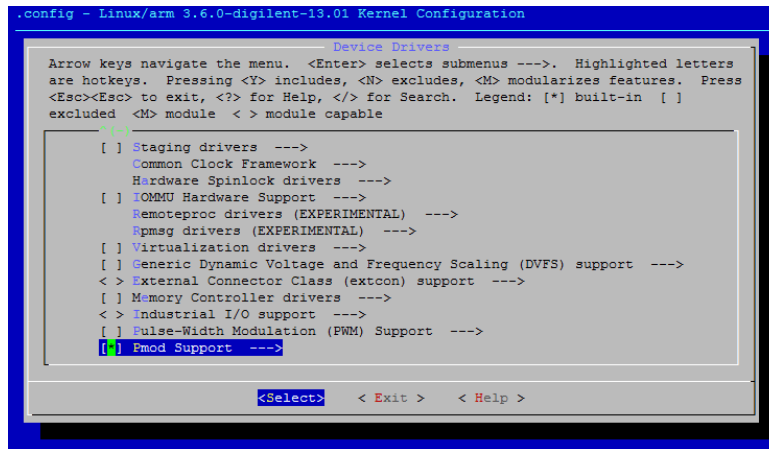 .config - Linux/arm 3.6.0-digilent-13.01 Kernel Configuration
Device Drivers
Arrow keys navigate the menu.  <Enter> selects submenus --->.  Highlighted letters
are hotkeys.  Pressing <Y> includes, <N> excludes, <M> modularizes features.  Press
<Esc><Esc> to exit, <?> for Help, </> for Search.  Legend: [*] built-in  [ ]
excluded  <M> module  < > module capable
^(-)
[ ] Staging drivers  --->
Common Clock Framework  --->
Hardware Spinlock drivers  --->
[ ] IOMMU Hardware Support  --->
Remoteproc drivers (EXPERIMENTAL)  --->
Rpmsg drivers (EXPERIMENTAL)  --->
[ ] Virtualization drivers  --->
[ ] Generic Dynamic Voltage and Frequency Scaling (DVFS) support  --->
< > External Connector Class (extcon) support  --->
[ ] Memory Controller drivers  --->
< > Industrial I/O support  --->
[ ] Pulse-Width Modulation (PWM) Support  --->
[*] Pmod Support  --->
<Select>    < Exit >    < Help >